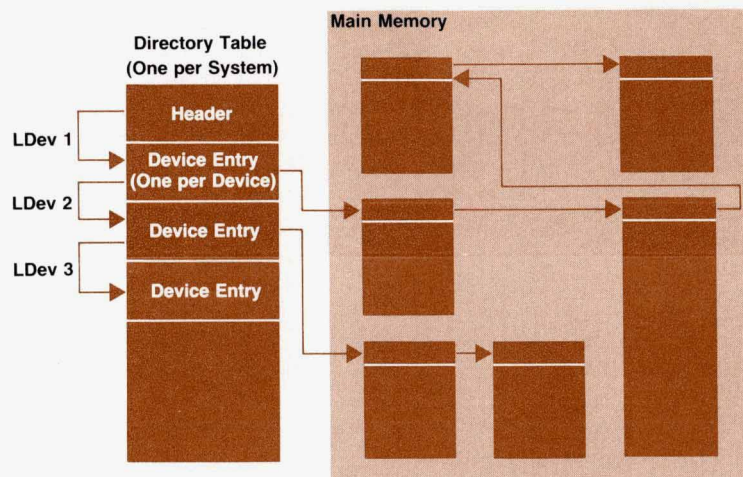 Directory Table
(One per System)
Main Memory
Header
LDev 1
Device Entry
(One per Device)
LDev 2
Device Entry
LDev 3
Device Entry